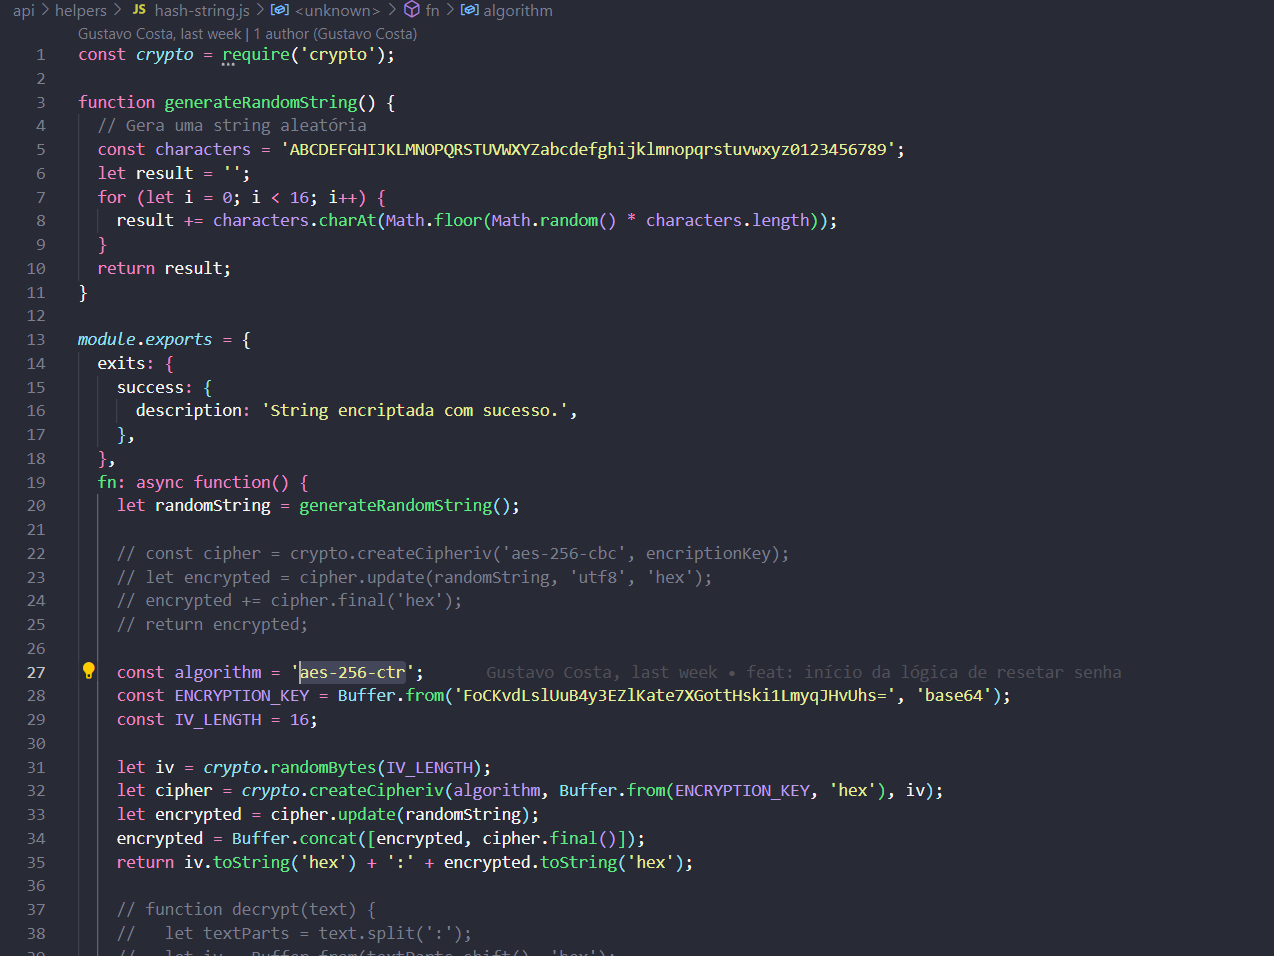 api > helpers > JS hash-string.js > <unknown> > fn > algorithm
Gustavo Costa, last week | 1 author (Gustavo Costa)
1 const crypto = require('crypto');
2
3 function generateRandomString() {
4 // Gera uma string aleatória
5 const characters = 'ABCDEFGHIJKLMNOPQRSTUVWXYZabcdefghijklmnopqrstuvwxyz0123456789';
6 let result = '';
7 for (let i = 0; i < 16; i++) {
8 result += characters.charAt(Math.floor(Math.random() * characters.length));
9 }
10 return result;
11 }
12
13 module.exports = {
14 exits: {
15 success: {
16 description: 'String encriptada com sucesso.',
17 },
18 },
19 fn: async function() {
20 let randomString = generateRandomString();
21
22 // const cipher = crypto.createCipheriv('aes-256-cbc', encriptionKey);
23 // let encrypted = cipher.update(randomString, 'utf8', 'hex');
24 // encrypted += cipher.final('hex');
25 // return encrypted;
26
27 const algorithm = 'aes-256-ctr'; Gustavo Costa, last week • feat: início da lógica de resetar senha
28 const ENCRYPTION_KEY = Buffer.from('FoCKvdLslUuB4y3EZlKate7XGottHski1LmyqJHvUhs=', 'base64');
29 const IV_LENGTH = 16;
30
31 let iv = crypto.randomBytes(IV_LENGTH);
32 let cipher = crypto.createCipheriv(algorithm, Buffer.from(ENCRYPTION_KEY, 'hex'), iv);
33 let encrypted = cipher.update(randomString);
34 encrypted = Buffer.concat([encrypted, cipher.final()]);
35 return iv.toString('hex') + ':' + encrypted.toString('hex');
36
37 // function decrypt(text) {
38 // let textParts = text.split(':');
39 // let iv = Buffer.from(textParts.shift(), 'hex');